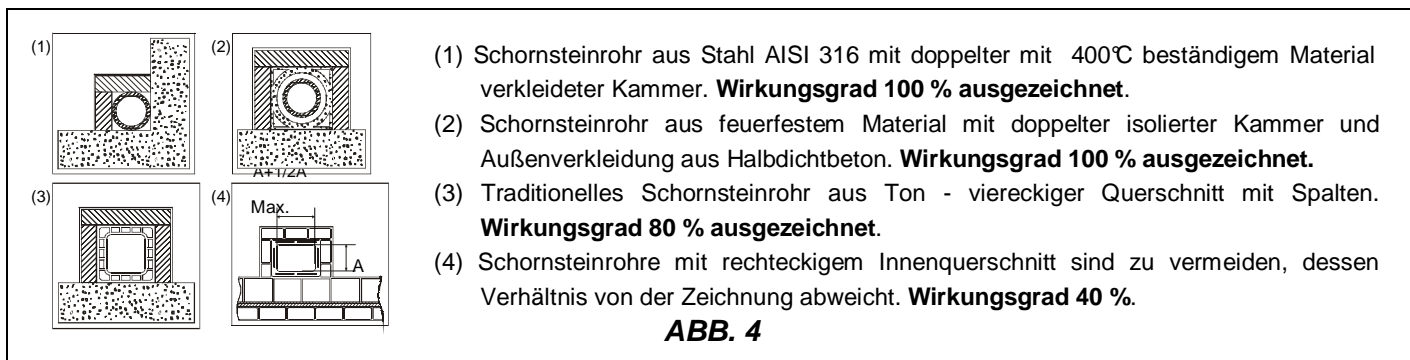 (1)
(2)
A+1/2A
(3)
(4)
Max.
A
(1) Schornsteinrohr aus Stahl AISI 316 mit doppelter mit 400°C beständigem Material
verkleideter Kammer. Wirkungsgrad 100 % ausgezeichnet.
(2) Schornsteinrohr aus feuerfestem Material mit doppelter isolierter Kammer und
Außenverkleidung aus Halbdichtbeton. Wirkungsgrad 100 % ausgezeichnet.
(3) Traditionelles Schornsteinrohr aus Ton - viereckiger Querschnitt mit Spalten.
Wirkungsgrad 80 % ausgezeichnet.
(4) Schornsteinrohre mit rechteckigem Innenquerschnitt sind zu vermeiden, dessen
Verhältnis von der Zeichnung abweicht. Wirkungsgrad 40 %.
ABB. 4